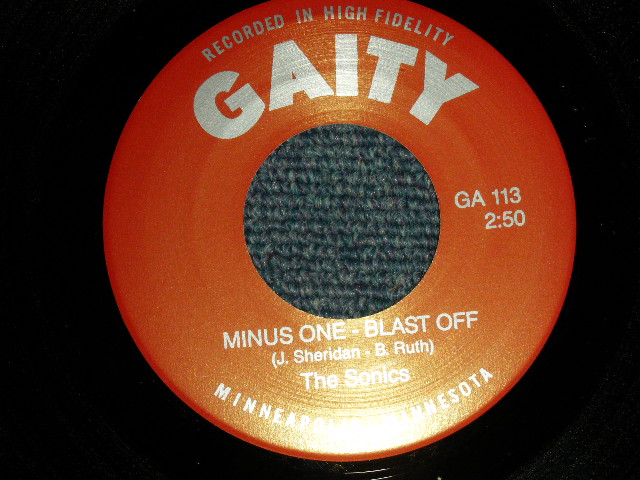 RECORDED IN HIGH FIDELITY
GAITY
GA 113
2:50
MINUS ONE - BLAST OFF
(J. Sheridan - B. Ruth)
The Sonics
MINNEAPOLIS, MINNESOTA